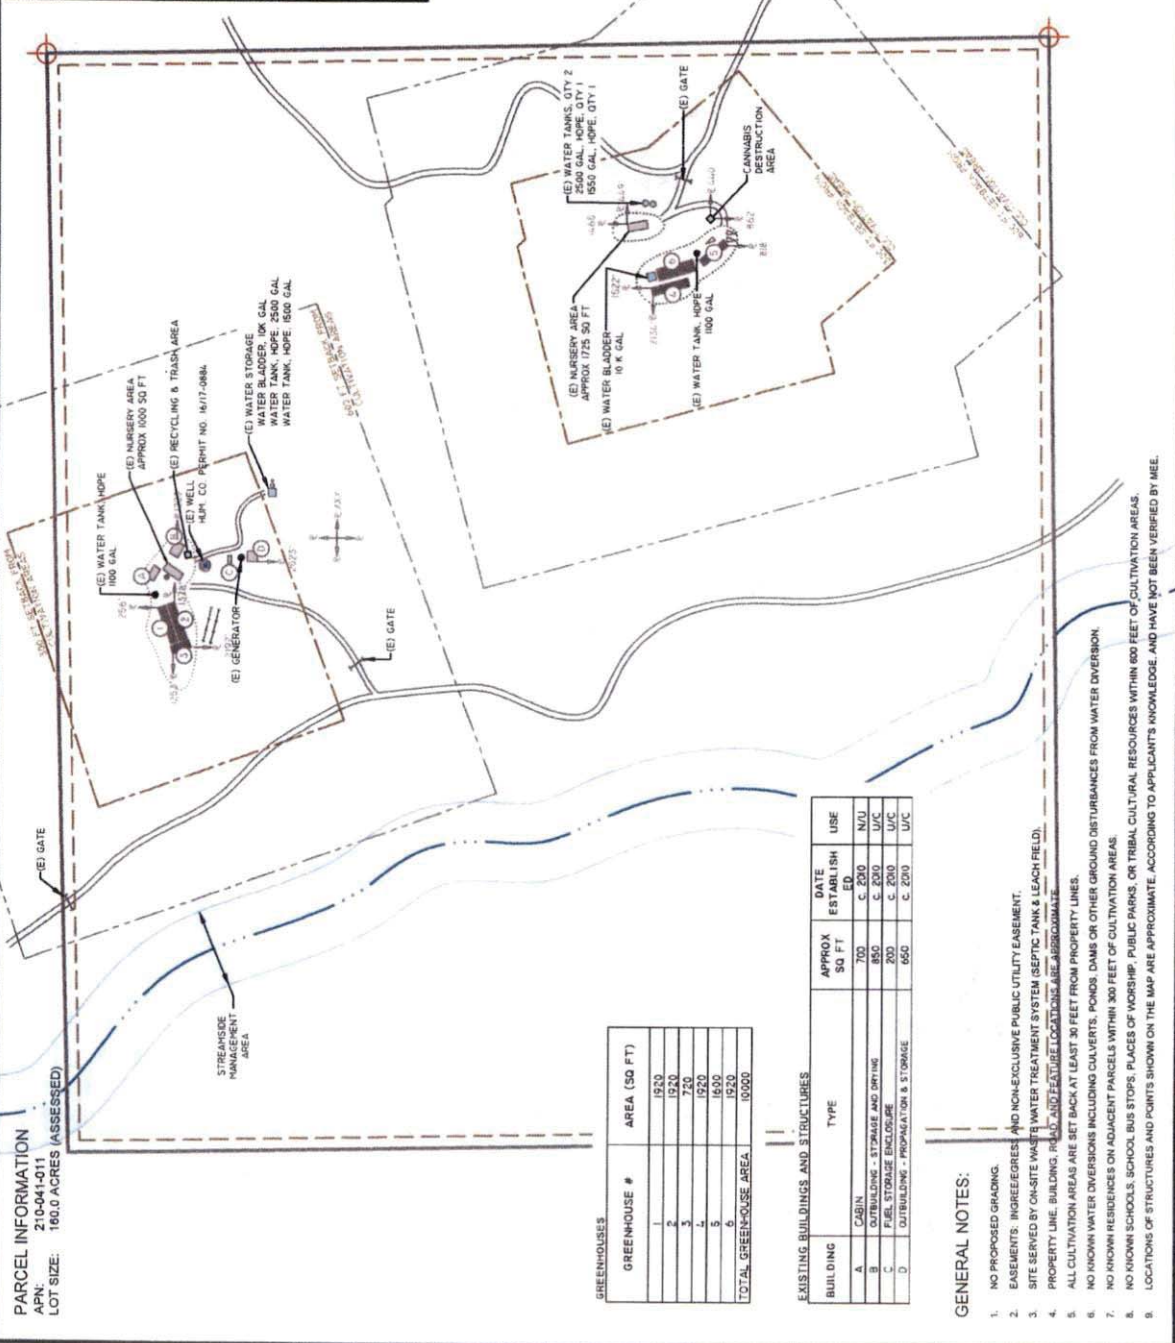 PARCEL INFORMATION
APN: 210-041-011
LOT SIZE: 160.0 ACRES (ASSESSED)
(E) GATE
STREAMSIDE
MANAGEMENT
AREA
(E) WATER TANK, HDPE
1100 GAL
(E) NURSERY AREA
APPROX 1000 SQ FT
(E) RECYCLING & TRASH AREA
(E) WELL
HUM. CO. PERMIT NO. 16/17-0884
(E) WATER STORAGE
WATER BLADDER, 10K GAL
WATER TANK, HDPE, 2500 GAL
WATER TANK, HDPE, 1500 GAL
(E) GENERATOR
(E) GATE
A
B
C
D
1
2
3
(E) WATER TANKS, QTY 2
2500 GAL, HDPE, QTY 1
1550 GAL, HDPE, QTY 1
(E) GATE
CANNABIS
DESTRUCTION
AREA
(E) NURSERY AREA
APPROX 1725 SQ FT
(E) WATER BLADDER
10 K GAL
(E) WATER TANK, HDPE
1100 GAL
4
5
6
862
818
GREENHOUSES
GREENHOUSE # AREA (SQ FT)
1 1920
2 1920
3 720
4 1920
5 1600
6 1920
TOTAL GREENHOUSE AREA 10000
EXISTING BUILDINGS AND STRUCTURES
BUILDING TYPE APPROX SQ FT DATE ESTABLISHED USE
A CABIN 700 C. 2010 N/U
B OUTBUILDING - STORAGE AND DRYING 850 C. 2010 U/C
C FUEL STORAGE ENCLOSURE 200 C. 2010 U/C
D OUTBUILDING - PROPAGATION & STORAGE 650 C. 2010 U/C
GENERAL NOTES:
1. NO PROPOSED GRADING.
2. EASEMENTS: INGREE/EGRESS AND NON-EXCLUSIVE PUBLIC UTILITY EASEMENT.
3. SITE SERVED BY ON-SITE WASTE WATER TREATMENT SYSTEM (SEPTIC TANK & LEACH FIELD).
4. PROPERTY LINE, BUILDING, ROAD, AND FEATURE LOCATIONS ARE APPROXIMATE.
5. ALL CULTIVATION AREAS ARE SET BACK AT LEAST 30 FEET FROM PROPERTY LINES.
6. NO KNOWN WATER DIVERSIONS INCLUDING CULVERTS, PONDS, DAMS OR OTHER GROUND DISTURBANCES FROM WATER DIVERSION.
7. NO KNOWN RESIDENCES ON ADJACENT PARCELS WITHIN 300 FEET OF CULTIVATION AREAS.
8. NO KNOWN SCHOOLS, SCHOOL BUS STOPS, PLACES OF WORSHIP, PUBLIC PARKS, OR TRIBAL CULTURAL RESOURCES WITHIN 600 FEET OF CULTIVATION AREAS.
9. LOCATIONS OF STRUCTURES AND POINTS SHOWN ON THE MAP ARE APPROXIMATE, ACCORDING TO APPLICANT'S KNOWLEDGE, AND HAVE NOT BEEN VERIFIED BY MEE.